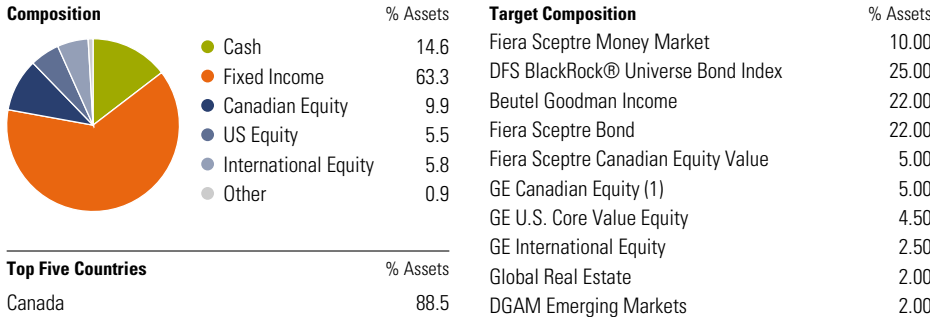 Composition % Assets
Cash 14.6
Fixed Income 63.3
Canadian Equity 9.9
US Equity 5.5
International Equity 5.8
Other 0.9
Top Five Countries % Assets
Canada 88.5
Target Composition % Assets
Fiera Sceptre Money Market 10.00
DFS BlackRock® Universe Bond Index 25.00
Beutel Goodman Income 22.00
Fiera Sceptre Bond 22.00
Fiera Sceptre Canadian Equity Value 5.00
GE Canadian Equity (1) 5.00
GE U.S. Core Value Equity 4.50
GE International Equity 2.50
Global Real Estate 2.00
DGAM Emerging Markets 2.00